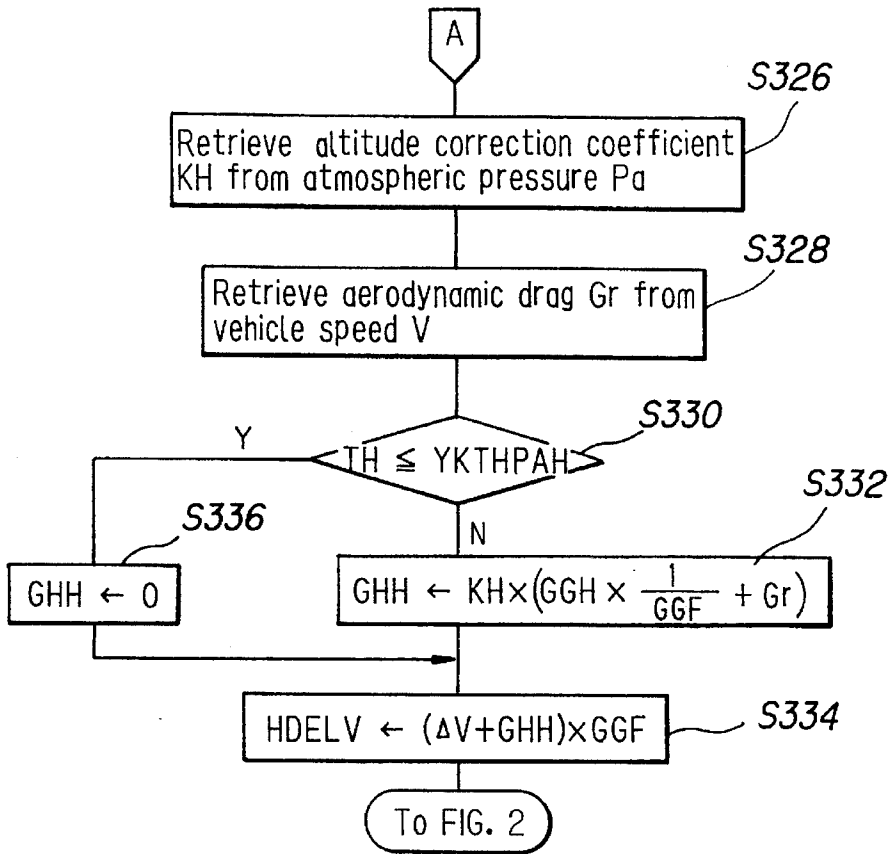 A
S326
Retrieve altitude correction coefficient
KH from atmospheric pressure Pa
S328
Retrieve aerodynamic drag Gr from
vehicle speed V
S330
Y
TH ≦ YKTHPAH
S336
N
S332
GHH ← 0
GHH ← KH×(GGH × 1/GGF + Gr)
HDELV ← (ΔV+GHH)×GGF
S334
To FIG. 2